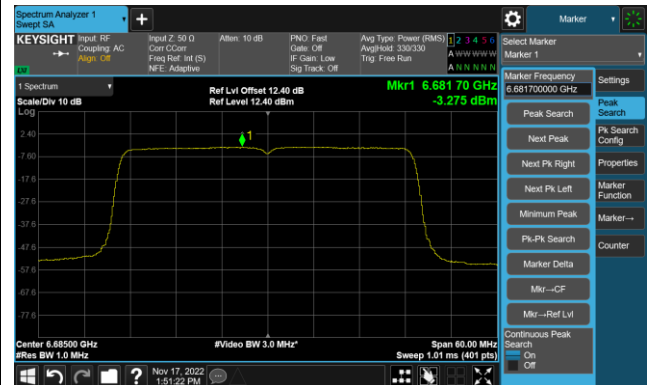 Spectrum Analyzer 1
Swept SA
+
Marker
KEYSIGHT
Input: RF
Coupling: AC
Align: Off
Input Z: 50 Ω
Corr CCorr
Freq Ref: Int (S)
NFE: Adaptive
Atten: 10 dB
PNO: Fast
Gate: Off
IF Gain: Low
Sig Track: Off
Avg Type: Power (RMS)
Avg|Hold: 330/330
Trig: Free Run
1 2 3 4 5 6
A W W W W W
A N N N N N
Select Marker
Marker 1
1 Spectrum
Scale/Div 10 dB
Log
Ref Lvl Offset 12.40 dB
Ref Level 12.40 dBm
Mkr1 6.681 70 GHz
-3.275 dBm
2.40
-7.60
-17.6
-27.6
-37.6
-47.6
-57.6
-67.6
-77.6
1
Center 6.68500 GHz
#Res BW 1.0 MHz
#Video BW 3.0 MHz*
Span 60.00 MHz
Sweep 1.01 ms (401 pts)
Marker Frequency
6.681700000 GHz
Peak Search
Next Peak
Next Pk Right
Next Pk Left
Minimum Peak
Pk-Pk Search
Marker Delta
Mkr→CF
Mkr→Ref Lvl
Continuous Peak
Search
On
Off
Settings
Peak
Search
Pk Search
Config
Properties
Marker
Function
Marker→
Counter
?
Nov 17, 2022
1:51:22 PM